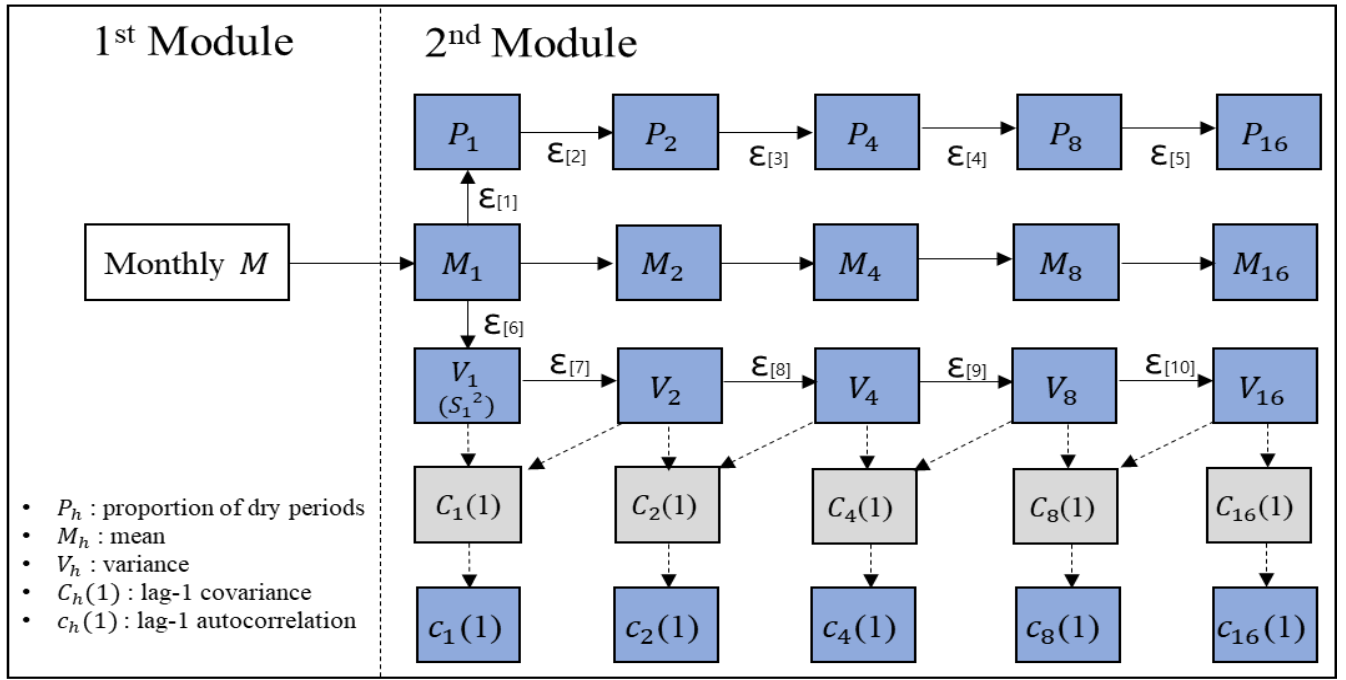 1st Module
2nd Module
P1 P2 P4 P8 P16
ε[2] ε[3] ε[4] ε[5]
ε[1]
Monthly M M1 M2 M4 M8 M16
ε[6]
ε[7] ε[8] ε[9] ε[10]
V1 V2 V4 V8 V16
(S1²)
C1(1) C2(1) C4(1) C8(1) C16(1)
• Ph : proportion of dry periods
• Mh : mean
• Vh : variance
• Ch(1) : lag-1 covariance
• ch(1) : lag-1 autocorrelation
c1(1) c2(1) c4(1) c8(1) c16(1)